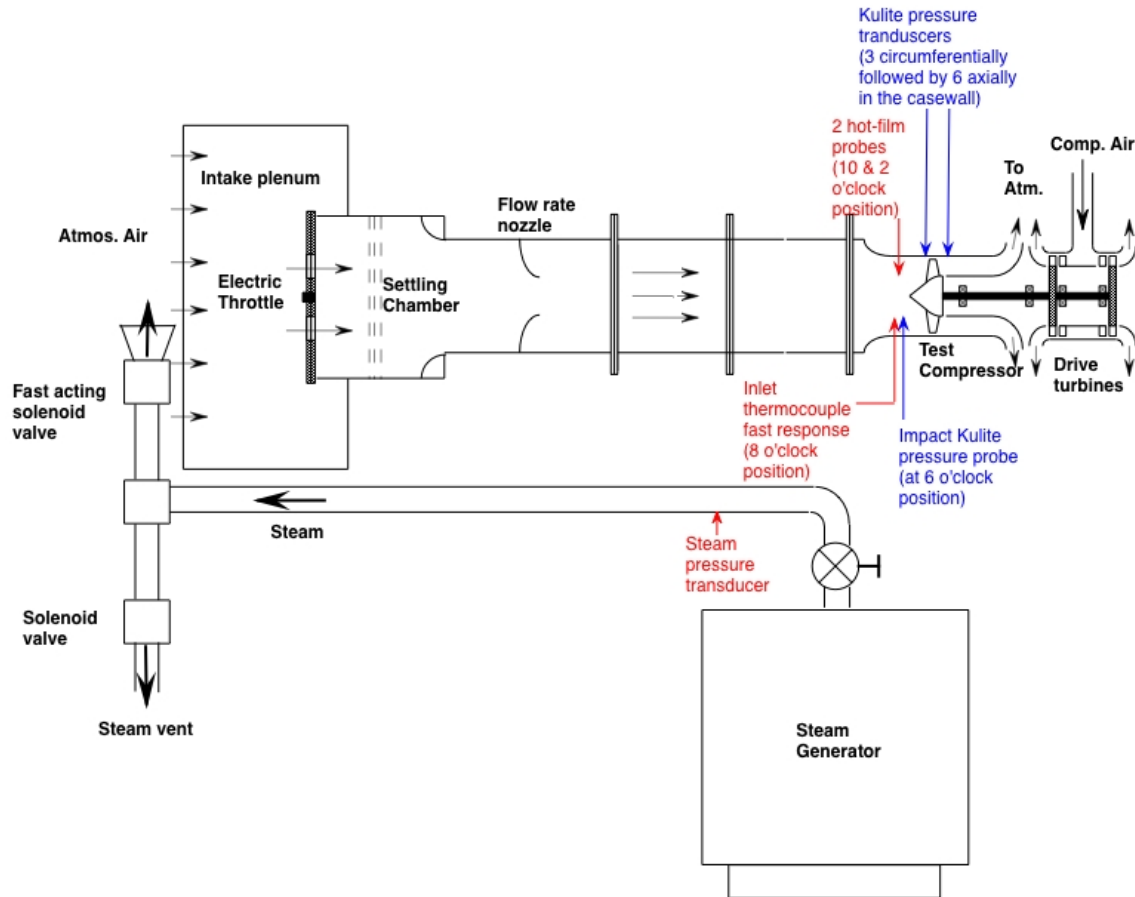 Kulite pressure
tranduscers
(3 circumferentially
followed by 6 axially
in the casewall)
2 hot-film
probes
(10 & 2
o'clock
position)
Comp. Air
To
Atm.
Intake plenum
Flow rate
nozzle
Atmos. Air
Electric
Throttle
Settling
Chamber
Test
Compressor
Drive
turbines
Fast acting
solenoid
valve
Inlet
thermocouple
fast response
(8 o'clock
position)
Impact Kulite
pressure probe
(at 6 o'clock
position)
Steam
Steam
pressure
transducer
Solenoid
valve
Steam vent
Steam
Generator